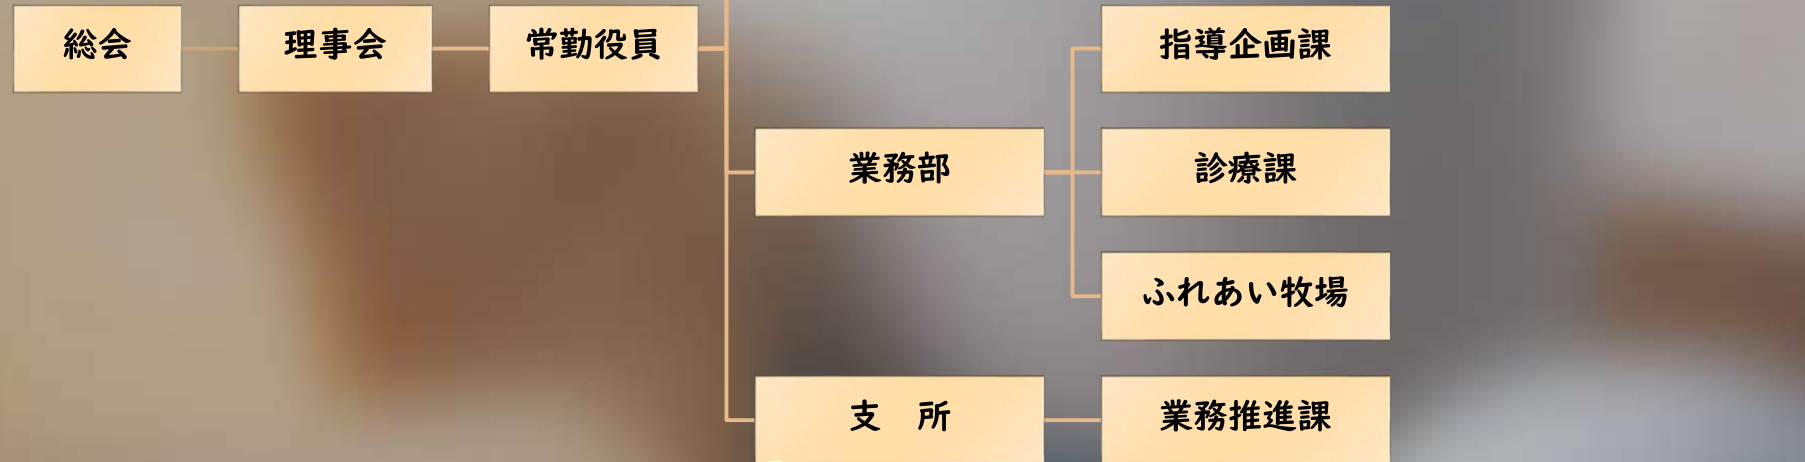 総会
理事会
常勤役員
指導企画課
業務部
診療課
ふれあい牧場
支　所
業務推進課